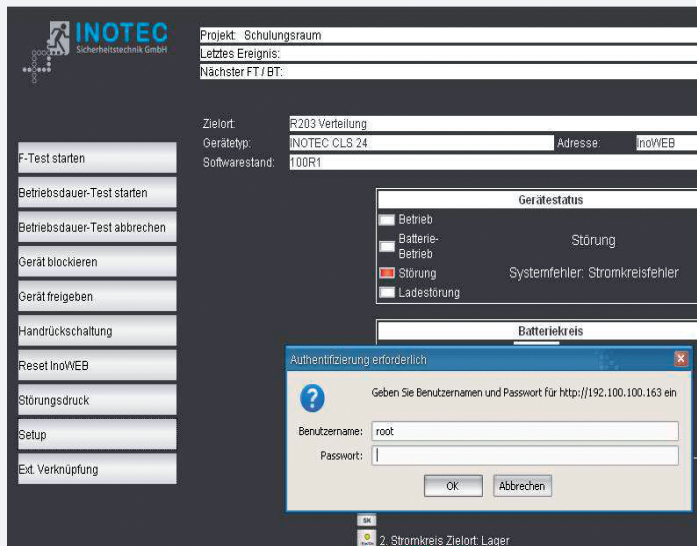 INOTEC
Sicherheitstechnik GmbH
Projekt: Schulungsraum
Letztes Ereignis:
Nächster FT / BT:
Zielort: R203 Verteilung
Gerätetyp: INOTEC CLS 24 Adresse: InoWEB
Softwarestand: 100R1
F-Test starten
Betriebsdauer-Test starten
Betriebsdauer-Test abbrechen
Gerät blockieren
Gerät freigeben
Handrückschaltung
Reset InoWEB
Störungsdruck
Setup
Ext. Verknüpfung
Gerätestatus
Betrieb
Batterie-
Betrieb
Störung
Störung
Systemfehler: Stromkreisfehler
Ladestörung
Batteriekreis
Authentifizierung erforderlich
Geben Sie Benutzernamen und Passwort für http://192.100.100.163 ein
Benutzername: root
Passwort:
OK Abbrechen
SK
2. Stromkreis Zielort: Lager